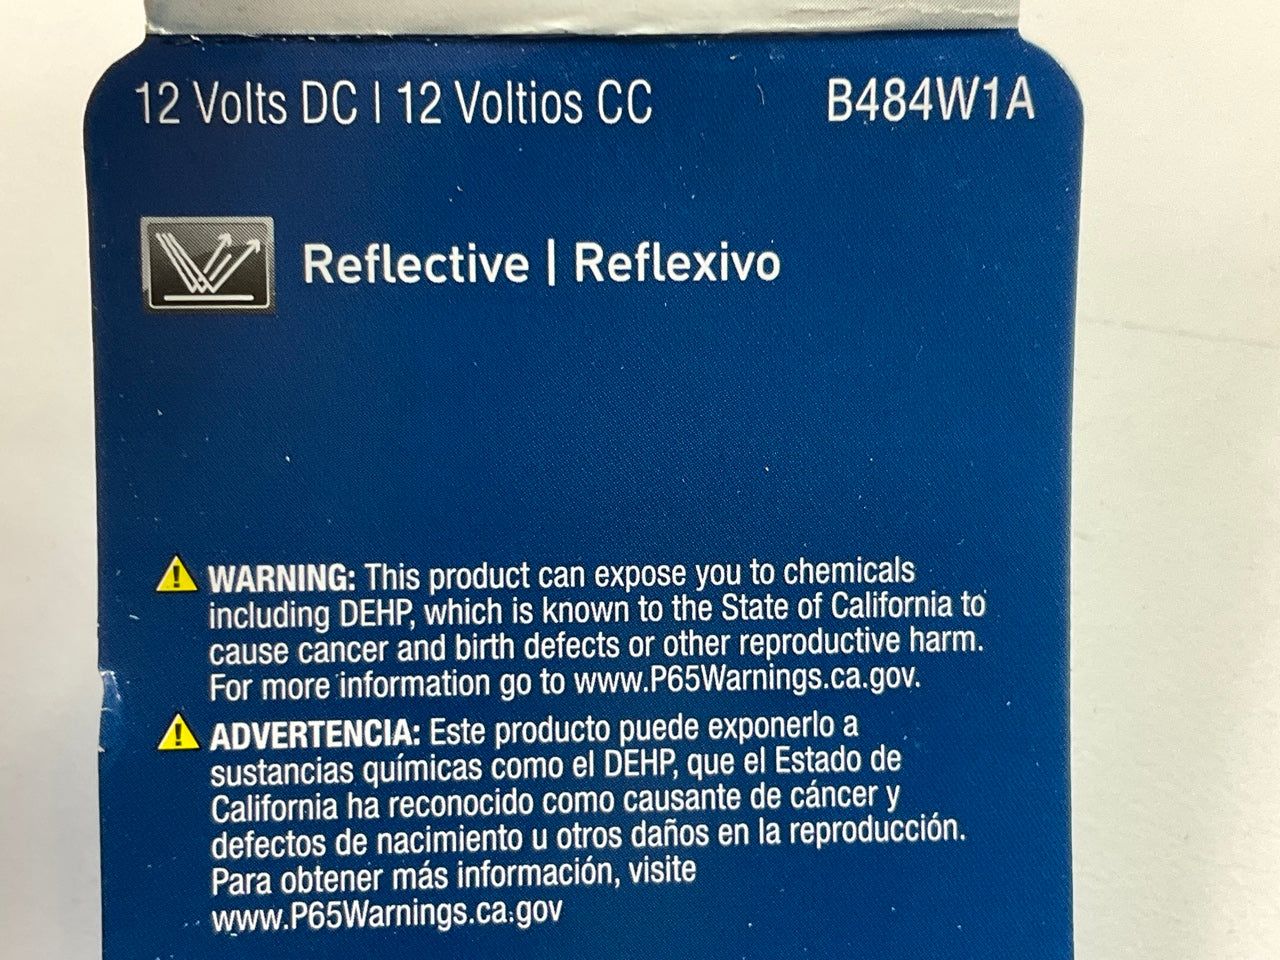 12 Volts DC | 12 Voltios CC B484W1A
Reflective | Reflexivo
WARNING: This product can expose you to chemicals
including DEHP, which is known to the State of California to
cause cancer and birth defects or other reproductive harm.
For more information go to www.P65Warnings.ca.gov.
ADVERTENCIA: Este producto puede exponerlo a
sustancias químicas como el DEHP, que el Estado de
California ha reconocido como causante de cáncer y
defectos de nacimiento u otros daños en la reproducción.
Para obtener más información, visite
www.P65Warnings.ca.gov